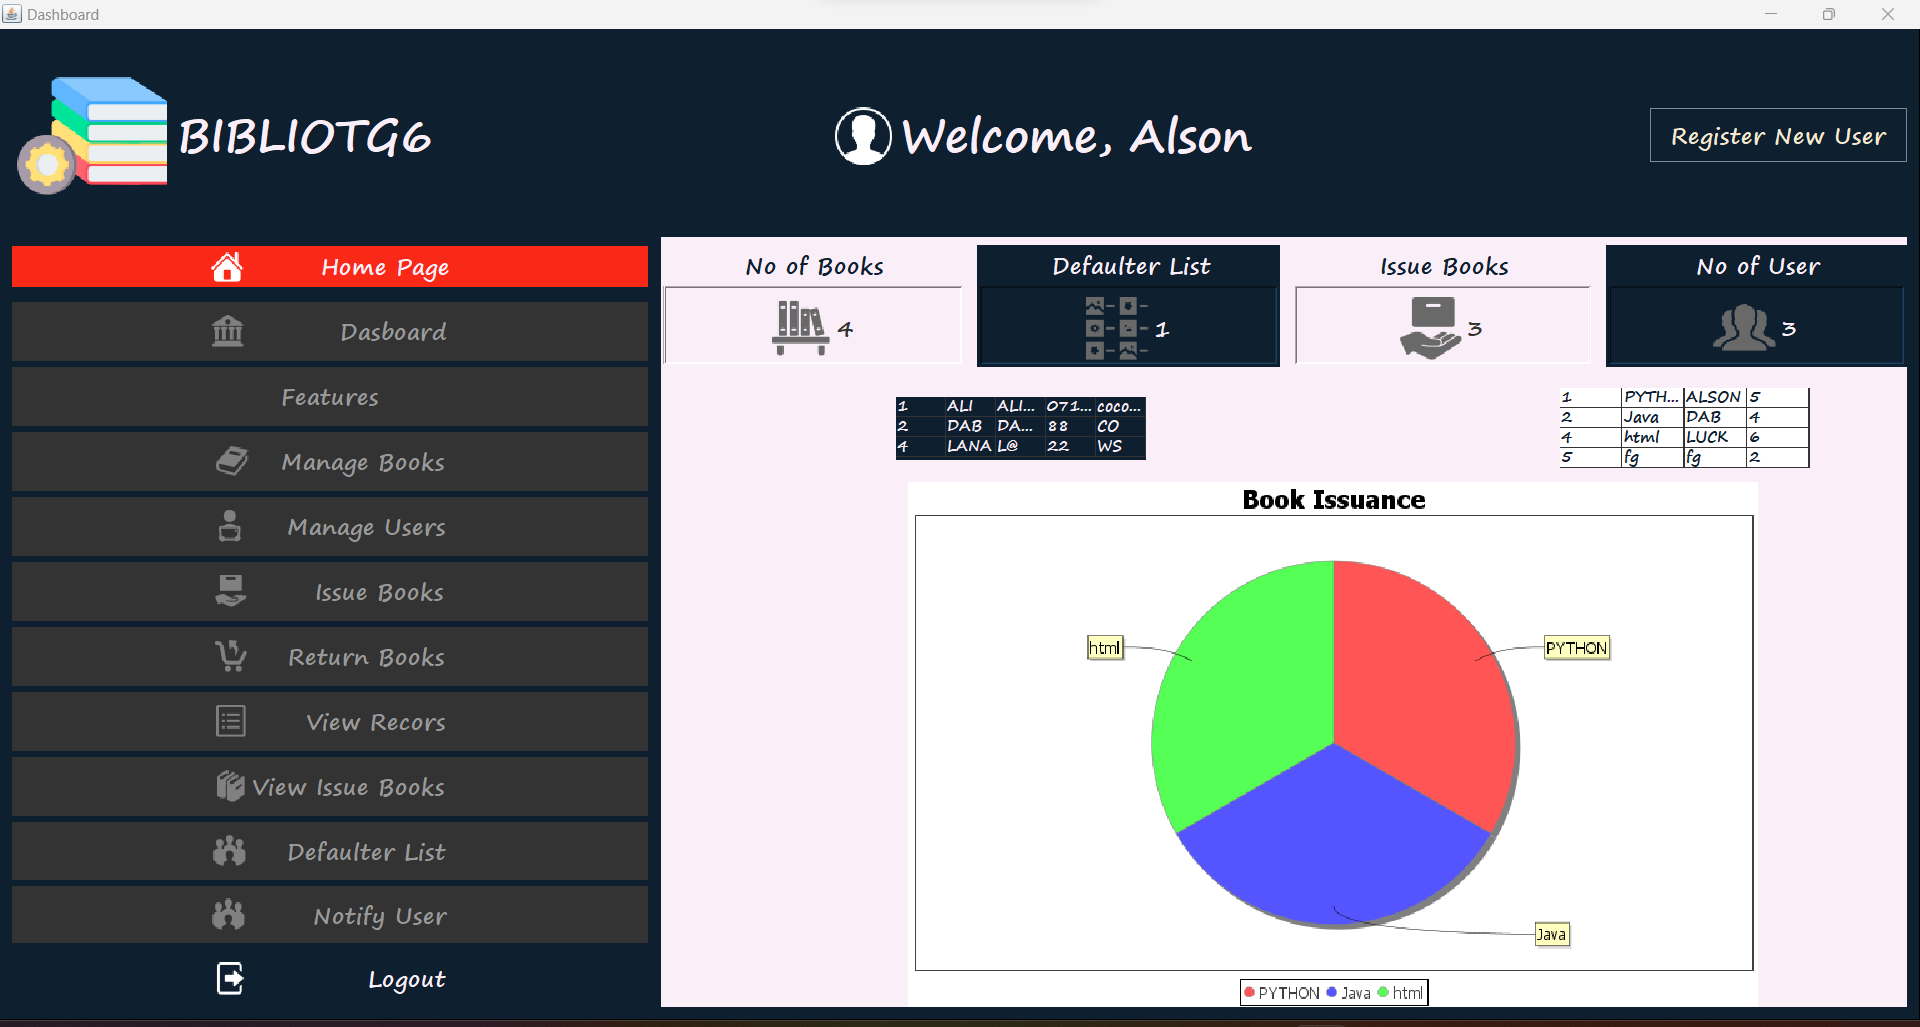 Dashboard
BIBLIOTG6
Welcome, Alson
Register New User
Home Page
Dasboard
Features
Manage Books
Manage Users
Issue Books
Return Books
View Recors
View Issue Books
Defaulter List
Notify User
Logout
No of Books
4
Defaulter List
1
Issue Books
3
No of User
3
1 ALI ALI... 071... coco...
2 DAB DA... 88 CO
4 LANA L@ 22 WS
1 PYTH... ALSON 5
2 Java DAB 4
4 html LUCK 6
5 fg fg 2
Book Issuance
html
PYTHON
Java
PYTHON Java html